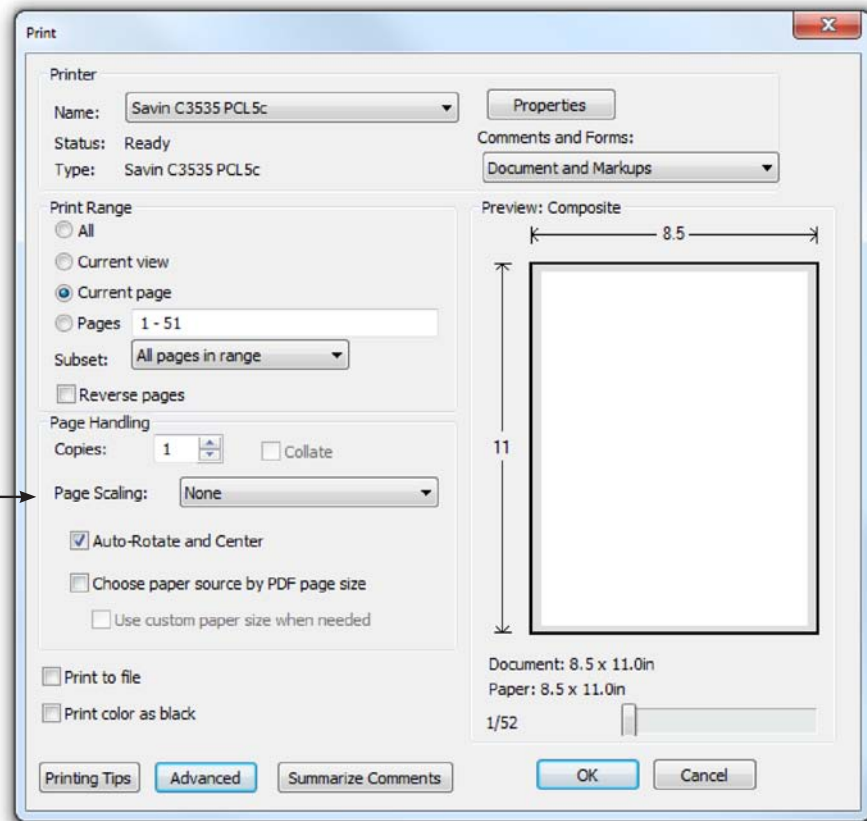 Print
Printer
Name: Savin C3535 PCL5c Properties
Status: Ready Comments and Forms:
Type: Savin C3535 PCL5c Document and Markups
Print Range
All
Current view
Current page
Pages 1 - 51
Subset: All pages in range
Reverse pages
Page Handling
Copies: 1 Collate
Page Scaling: None
Auto-Rotate and Center
Choose paper source by PDF page size
Use custom paper size when needed
Print to file
Print color as black
Preview: Composite
8.5
11
Document: 8.5 x 11.0in
Paper: 8.5 x 11.0in
1/52
Printing Tips Advanced Summarize Comments OK Cancel